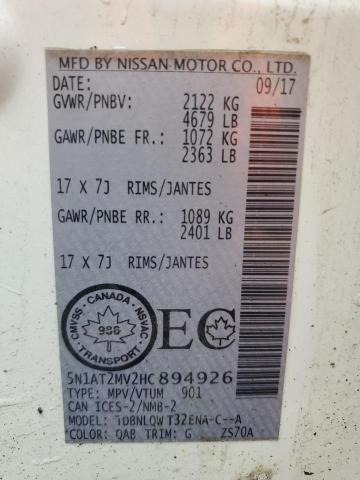 MFD BY NISSAN MOTOR CO., LTD.
DATE: 09/17
GVWR/PNBV: 2122 KG
4679 LB
GAWR/PNBE FR.: 1072 KG
2363 LB
17 X 7J RIMS/JANTES
GAWR/PNBE RR.: 1089 KG
2401 LB
17 X 7J RIMS/JANTES
CANADA
CMVSS NSVAC
988
TRANSPORT
EC
5N1AT2MV2HC894926
TYPE: MPV/VTUM 901
CAN ICES-2/NMB-2
MODEL: TDBNLQWT32ENA-C--A
COLOR: QAB TRIM: G ZS70A